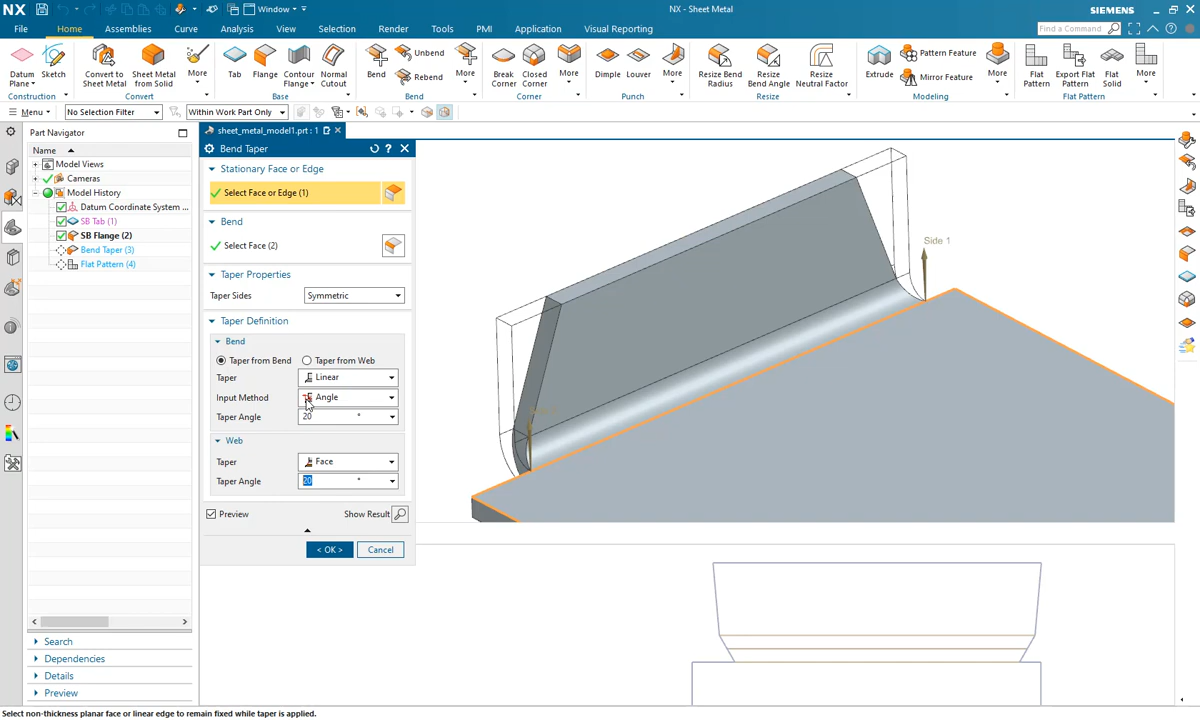 NX
Window
NX - Sheet Metal
SIEMENS
File
Home
Assemblies
Curve
Analysis
View
Selection
Render
Tools
PMI
Application
Visual Reporting
Find a Command
Datum Plane
Sketch
Convert to Sheet Metal
Sheet Metal from Solid
More
Tab
Flange
Contour Flange
Normal Cutout
Bend
Unbend
Rebend
More
Break Corner
Closed Corner
More
Dimple
Louver
More
Resize Bend Radius
Resize Bend Angle
Resize Neutral Factor
Extrude
Pattern Feature
Mirror Feature
More
Flat Pattern
Export Flat Pattern
Flat Solid
More
Construction
Convert
Base
Bend
Corner
Punch
Resize
Modeling
Flat Pattern
Menu
No Selection Filter
Within Work Part Only
Part Navigator
Name
Model Views
Cameras
Model History
Datum Coordinate System ...
SB Tab (1)
SB Flange (2)
Bend Taper (3)
Flat Pattern (4)
Search
Dependencies
Details
Preview
sheet_metal_model1.prt : 1
Bend Taper
Stationary Face or Edge
Select Face or Edge (1)
Bend
Select Face (2)
Taper Properties
Taper Sides
Symmetric
Taper Definition
Bend
Taper from Bend
Taper from Web
Taper
Linear
Input Method
Angle
Taper Angle
20
°
Web
Taper
Face
Taper Angle
20
°
Preview
Show Result
< OK >
Cancel
Side 1
Select non-thickness planar face or linear edge to remain fixed while taper is applied.